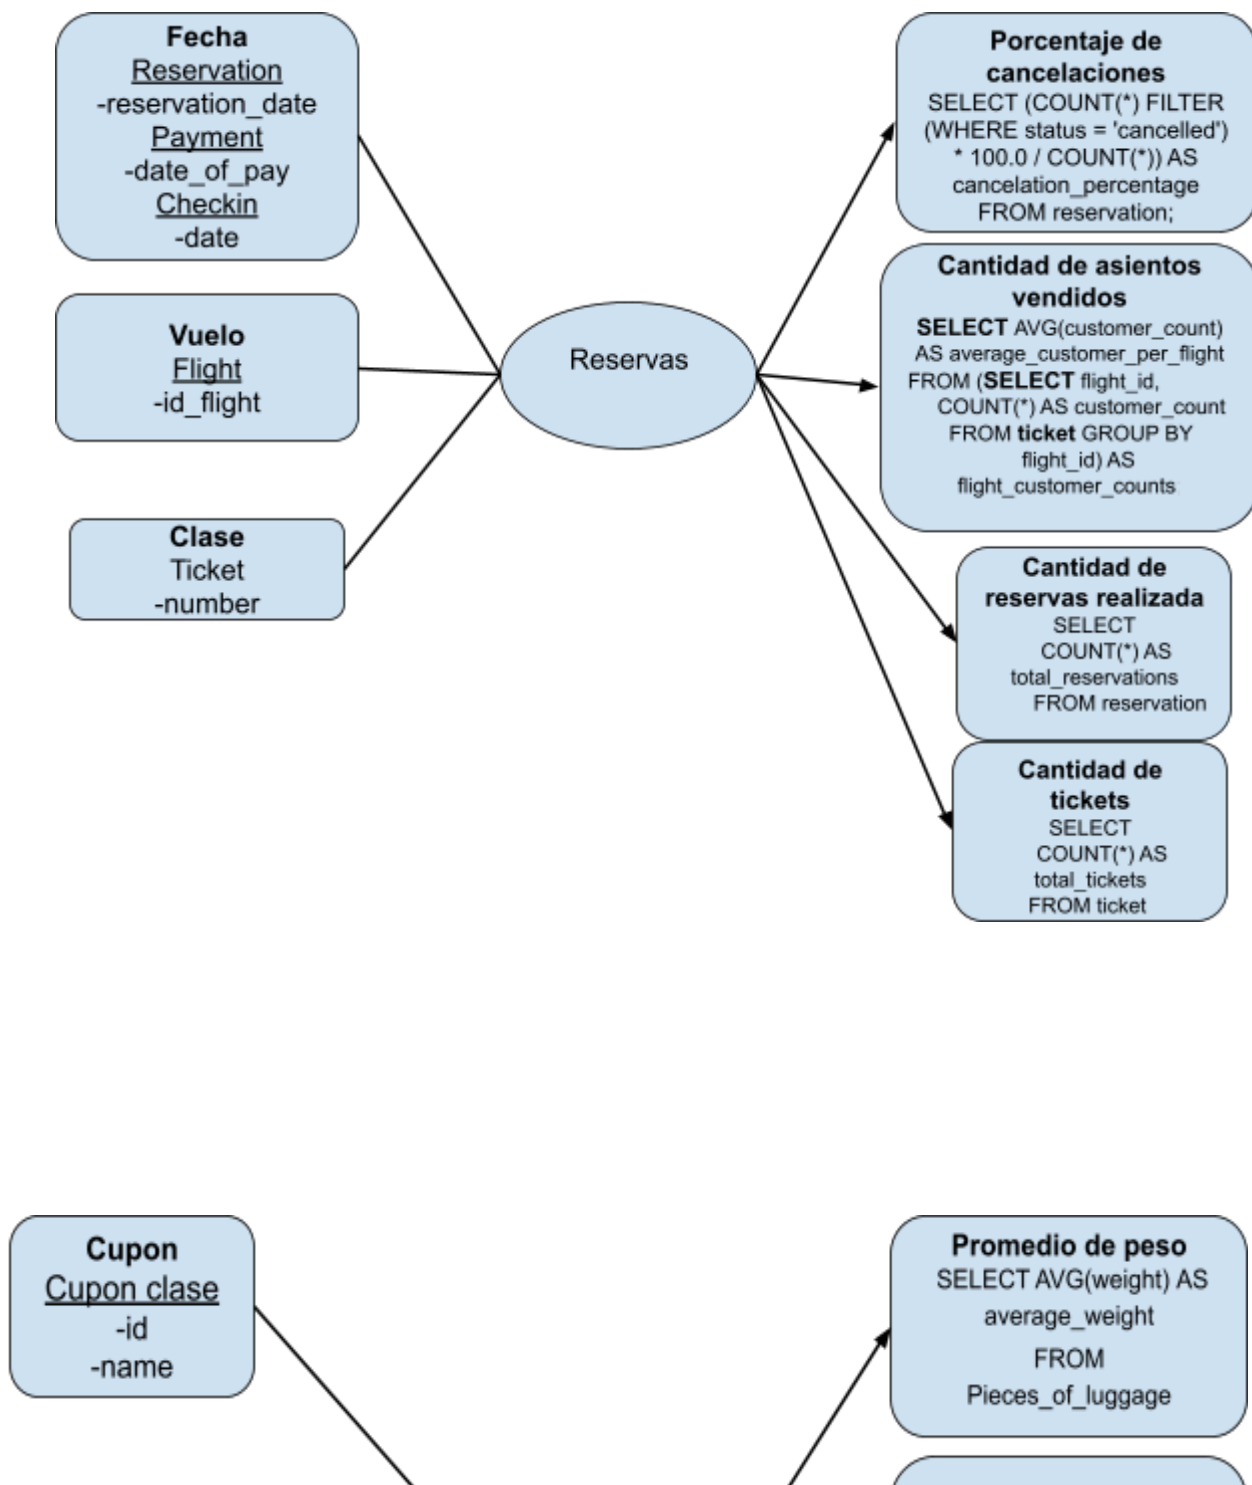 Fecha
Reservation
-reservation_date
Payment
-date_of_pay
Checkin
-date
Vuelo
Flight
-id_flight
Clase
Ticket
-number
Reservas
Porcentaje de
cancelaciones
SELECT (COUNT(*) FILTER
(WHERE status = 'cancelled')
* 100.0 / COUNT(*)) AS
cancelation_percentage
FROM reservation;
Cantidad de asientos
vendidos
SELECT AVG(customer_count)
AS average_customer_per_flight
FROM (SELECT flight_id,
COUNT(*) AS customer_count
FROM ticket GROUP BY
flight_id) AS
flight_customer_counts
Cantidad de
reservas realizada
SELECT
COUNT(*) AS
total_reservations
FROM reservation
Cantidad de
tickets
SELECT
COUNT(*) AS
total_tickets
FROM ticket
Cupon
Cupon clase
-id
-name
Promedio de peso
SELECT AVG(weight) AS
average_weight
FROM
Pieces_of_luggage